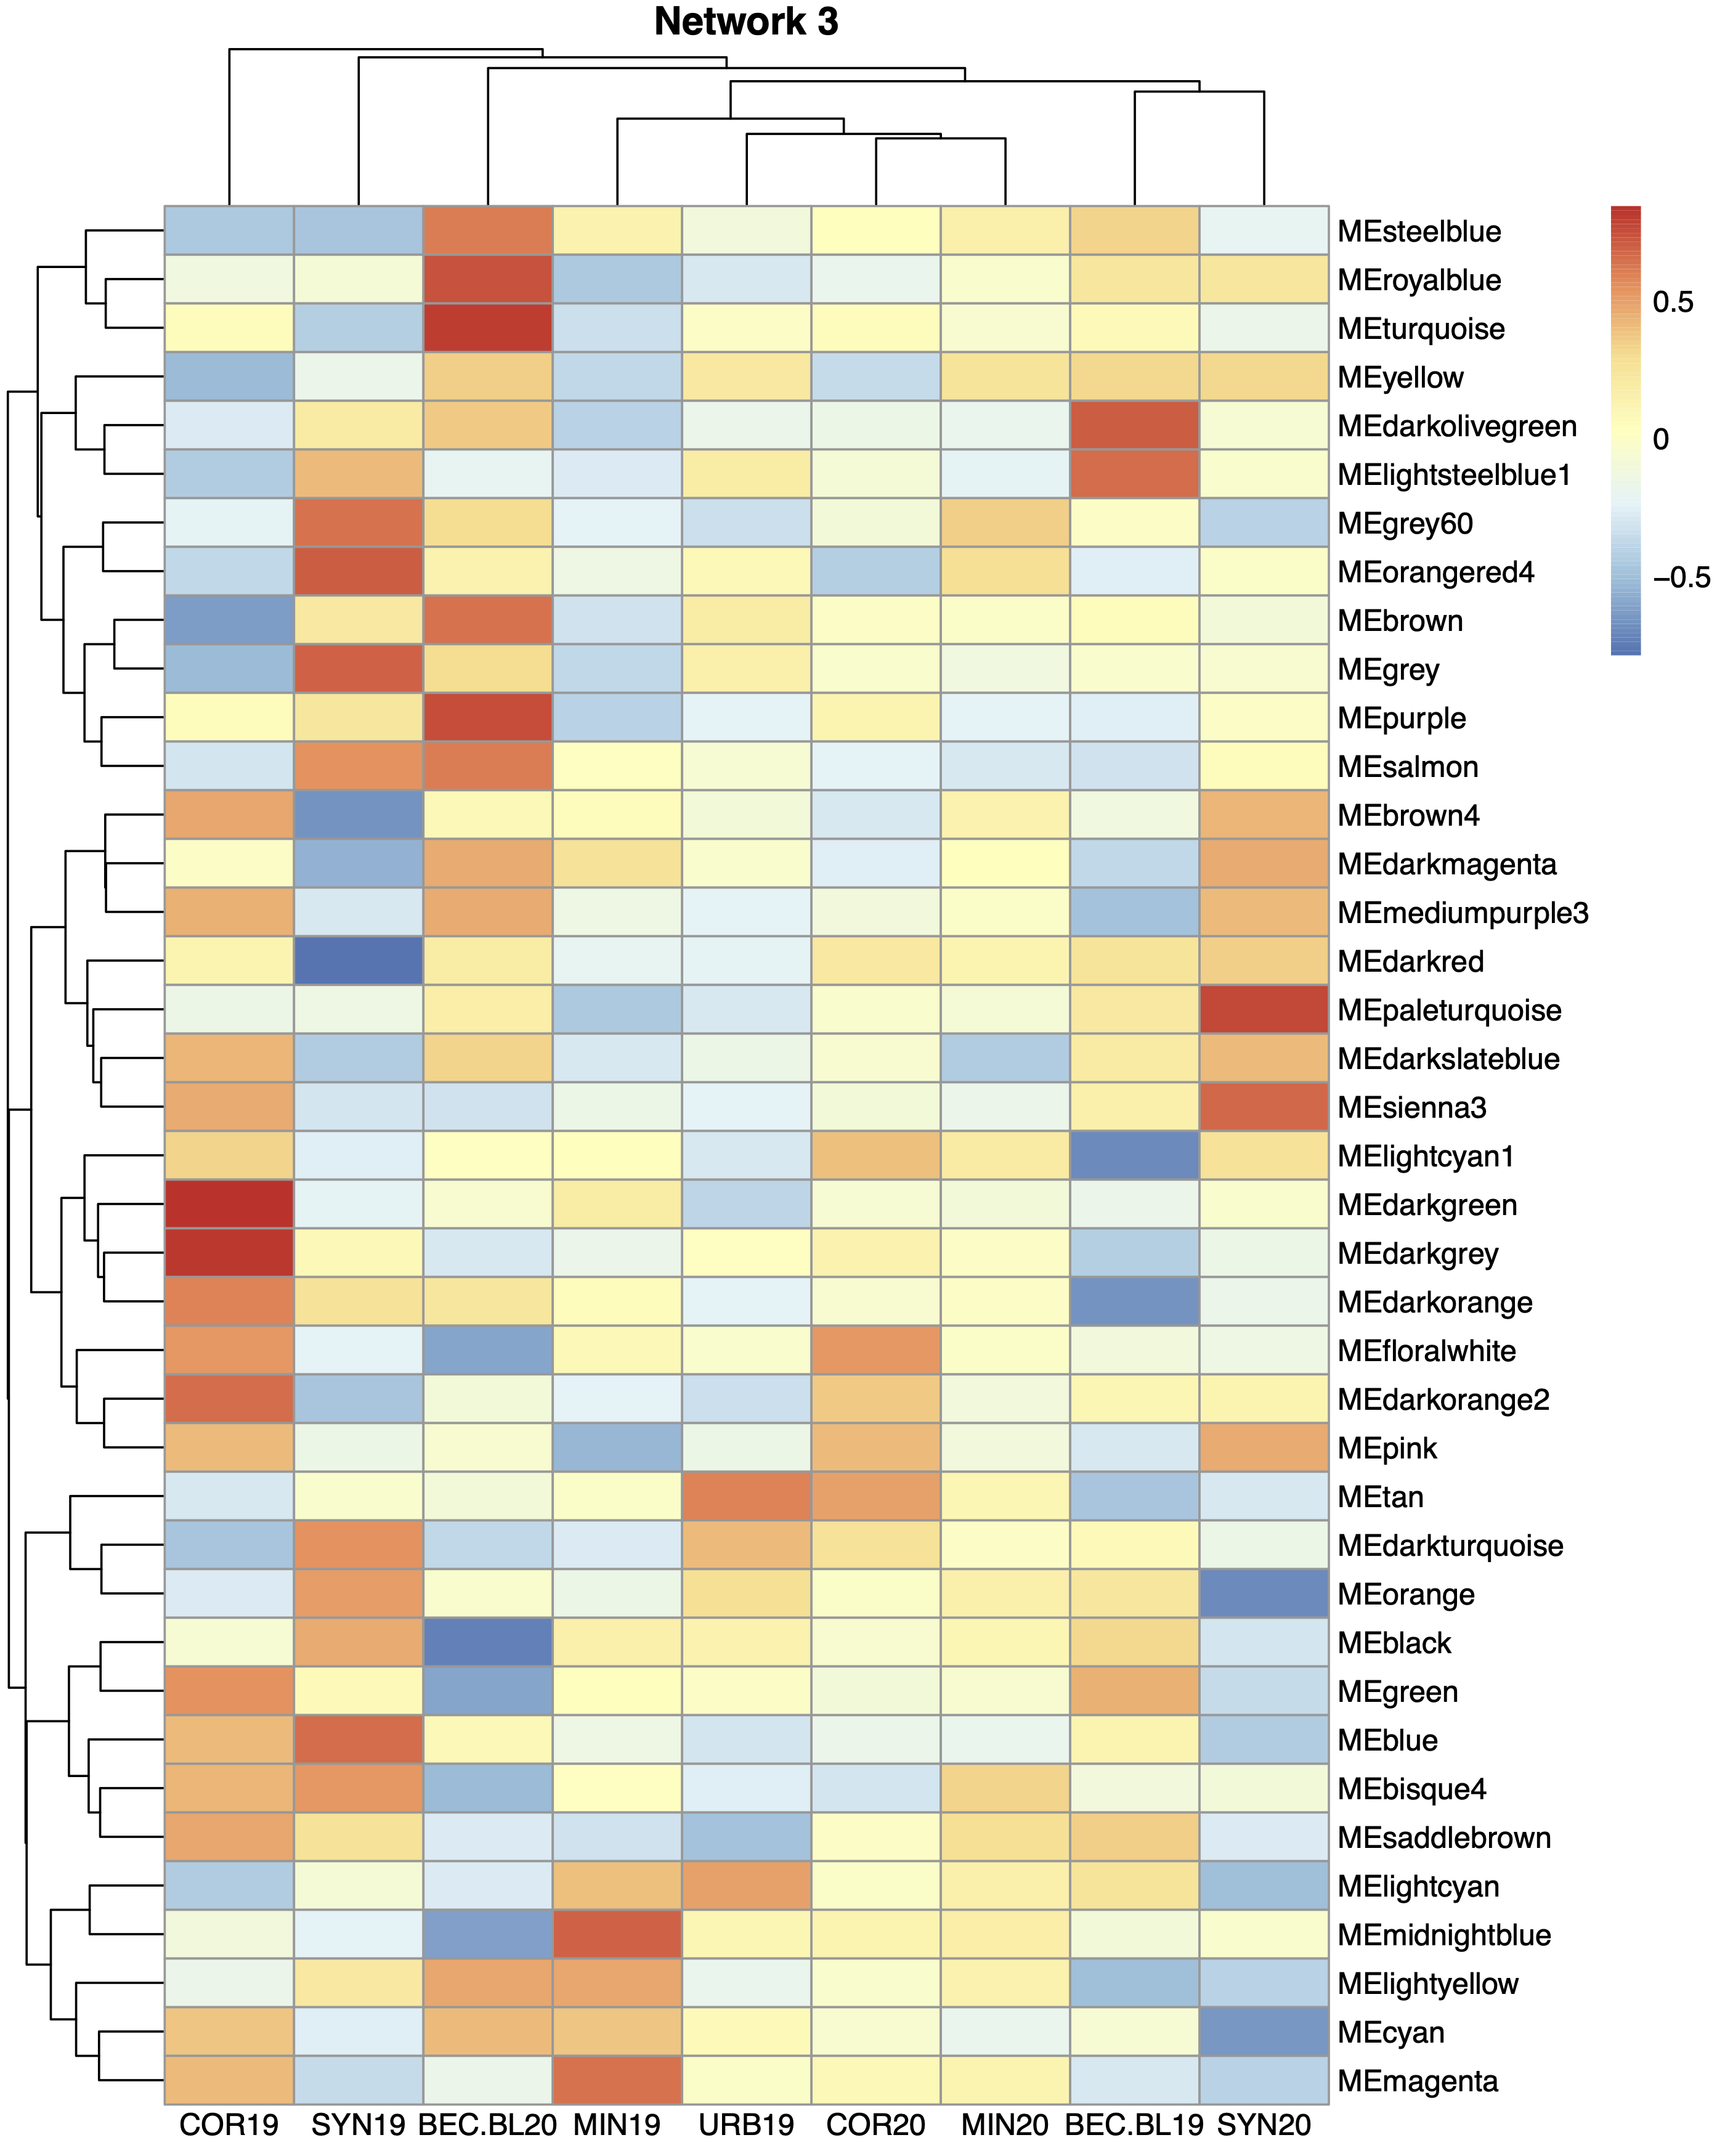 Network 3
MEsteelblue
MEroyalblue
MEturquoise
MEyellow
MEdarkolivegreen
MElightsteelblue1
MEgrey60
MEorangered4
MEbrown
MEgrey
MEpurple
MEsalmon
MEbrown4
MEdarkmagenta
MEmediumpurple3
MEdarkred
MEpaleturquoise
MEdarkslateblue
MEsienna3
MElightcyan1
MEdarkgreen
MEdarkgrey
MEdarkorange
MEfloralwhite
MEdarkorange2
MEpink
MEtan
MEdarkturquoise
MEorange
MEblack
MEgreen
MEblue
MEbisque4
MEsaddlebrown
MElightcyan
MEmidnightblue
MElightyellow
MEcyan
MEmagenta
COR19 SYN19 BEC.BL20 MIN19 URB19 COR20 MIN20 BEC.BL19 SYN20
0.5
0
−0.5